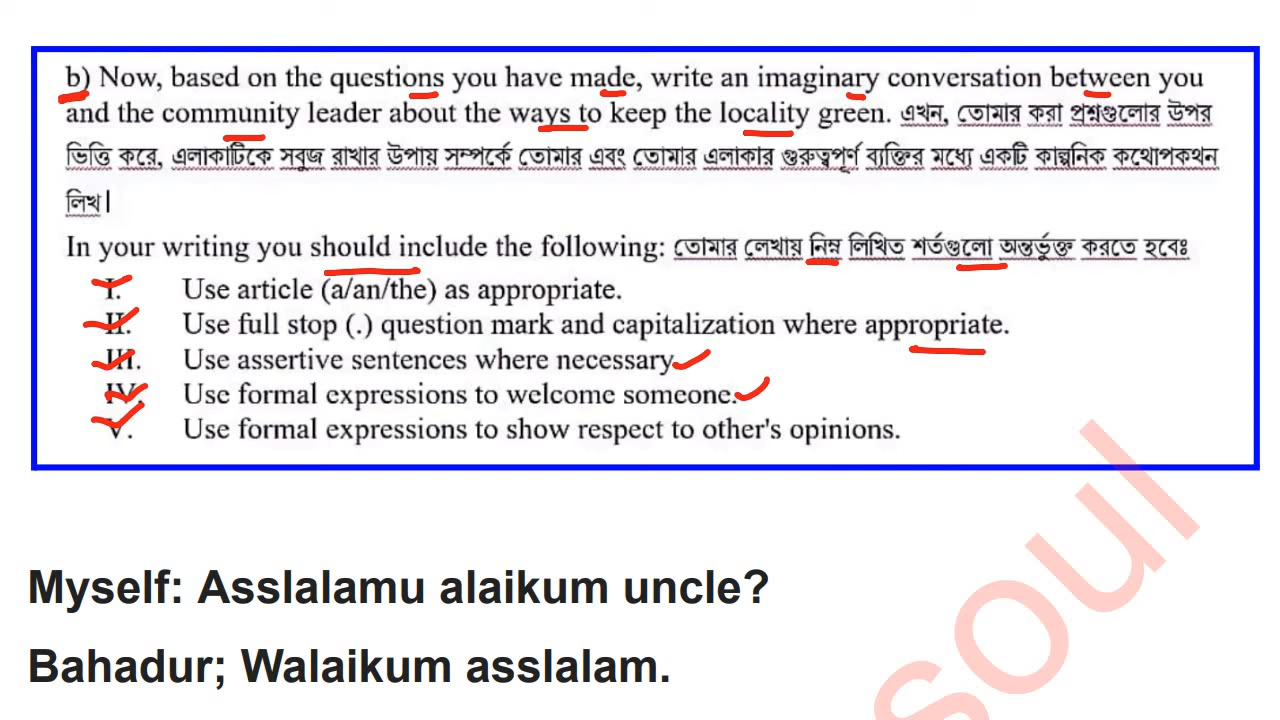 b) Now, based on the questions you have made, write an imaginary conversation between you
and the community leader about the ways to keep the locality green. এখন, তোমার করা প্রশ্নগুলোর উপর
ভিত্তি করে, এলাকাটিকে সবুজ রাখার উপায় সম্পর্কে তোমার এবং তোমার এলাকার গুরুত্বপূর্ণ ব্যক্তির মধ্যে একটি কাল্পনিক কথোপকথন
লিখ।
In your writing you should include the following: তোমার লেখায় নিম্ন লিখিত শর্তগুলো অন্তর্ভুক্ত করতে হবেঃ
I. Use article (a/an/the) as appropriate.
II. Use full stop (.) question mark and capitalization where appropriate.
III. Use assertive sentences where necessary.
IV. Use formal expressions to welcome someone.
V. Use formal expressions to show respect to other's opinions.
Myself: Asslalamu alaikum uncle?
Bahadur; Walaikum asslalam.
soul